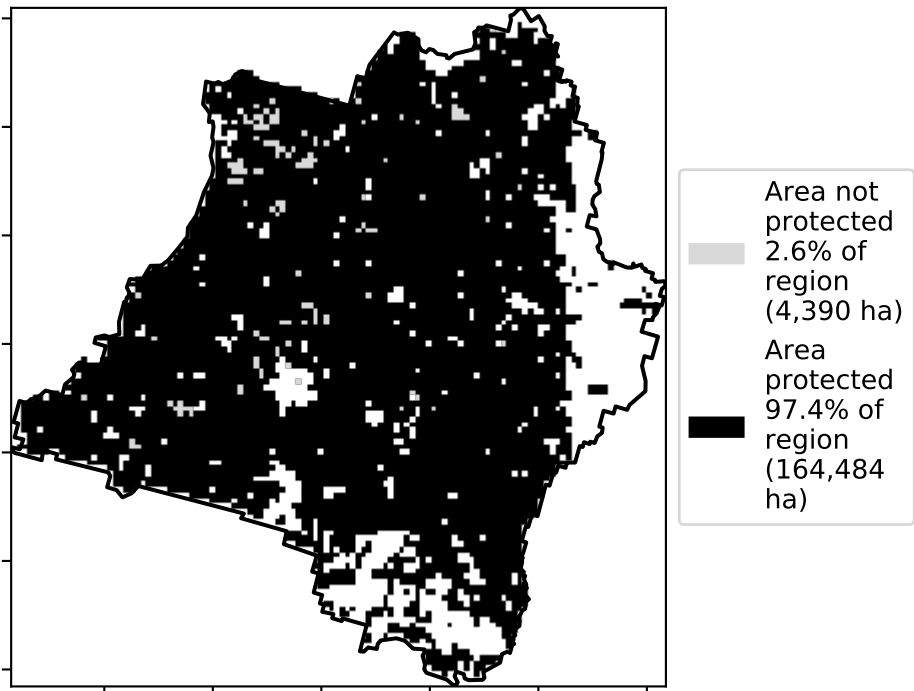 Area not
protected
2.6% of
region
(4,390 ha)
Area
protected
97.4% of
region
(164,484
ha)